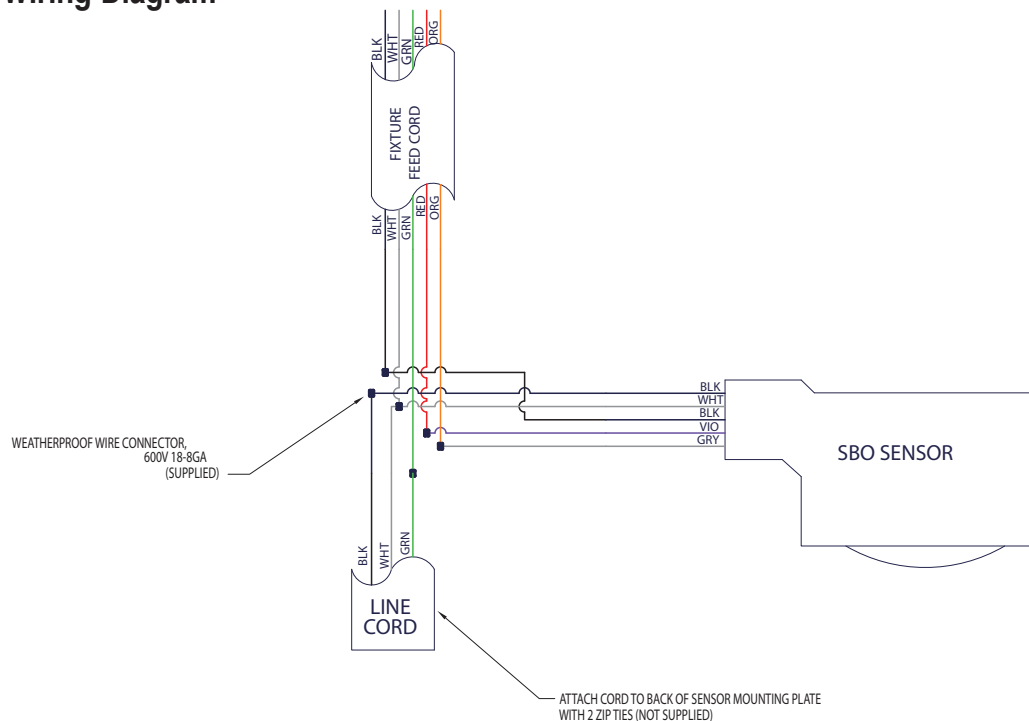 Wiring Diagram
BLK
WHT
GRN
RED
ORG
FIXTURE
FEED CORD
BLK
WHT
GRN
RED
ORG
BLK
WHT
BLK
VIO
GRY
SBO SENSOR
WEATHERPROOF WIRE CONNECTOR,
600V 18-8GA
(SUPPLIED)
BLK
WHT
GRN
LINE
CORD
ATTACH CORD TO BACK OF SENSOR MOUNTING PLATE
WITH 2 ZIP TIES (NOT SUPPLIED)